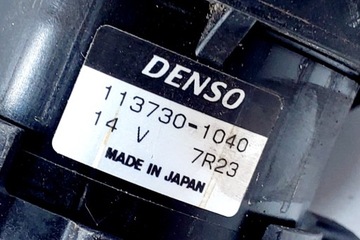 DENSO
113730-1040
14 V 7R23
MADE IN JAPAN